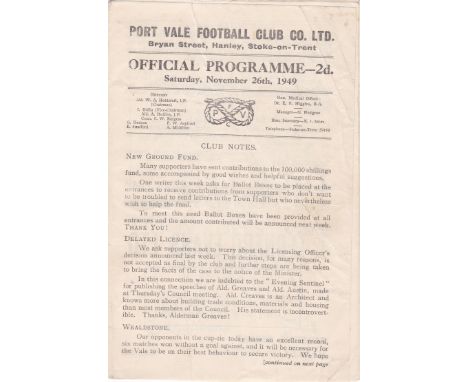 PORT VALE FOOTBALL CLUB CO. LTD.
Bryan Street, Hanley, Stoke-on-Trent
OFFICIAL PROGRAMME—2d.
Saturday, November 26th, 1949
(Chairman)
P V F C
Hon. Medical Officer:
CLUB NOTES.
NEW GROUND FUND.
Many supporters have sent contributions to the 100,000 shillings
fund, some accompanied by good wishes and helpful suggestions.
One writer this week asks for Ballot Boxes to be placed at the
entrances to receive contributions from supporters who don't want
to be troubled to send letters to the Town Hall but who nevertheless
wish to help the fund.
To meet this need Ballot Boxes have been provided at all
entrances and the amount contributed will be announced next week.
THANK YOU!
DELAYED LICENCE.
We ask supporters not to worry about the Licensing Officer's
decision announced last week. This decision, for many reasons, is
not accepted as final by the club and further steps are being taken
to bring the facts of the case to the notice of the Minister.
In this connection we are indebted to the "Evening Sentinel"
for publishing the speeches of Ald. Greaves and Ald. Austin, made
at Thursday's Council meeting. Ald. Greaves is an Architect and
knows more about building trade conditions, materials and housing
than most members of the Council. His statement is incontrovert-
ible. Thanks, Alderman Greaves!
WEALDSTONE.
Our opponents in the cup-tie today have an excellent record,
six matches won without a goal against, and it will be necessary for
the Vale to be on their best behaviour to secure victory. We hope
[continued on next page